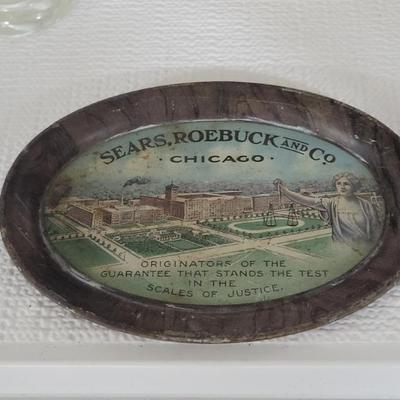 SEARS, ROEBUCK AND CO
· CHICAGO ·
ORIGINATORS OF THE
GUARANTEE THAT STANDS THE TEST
IN THE
SCALES OF JUSTICE.